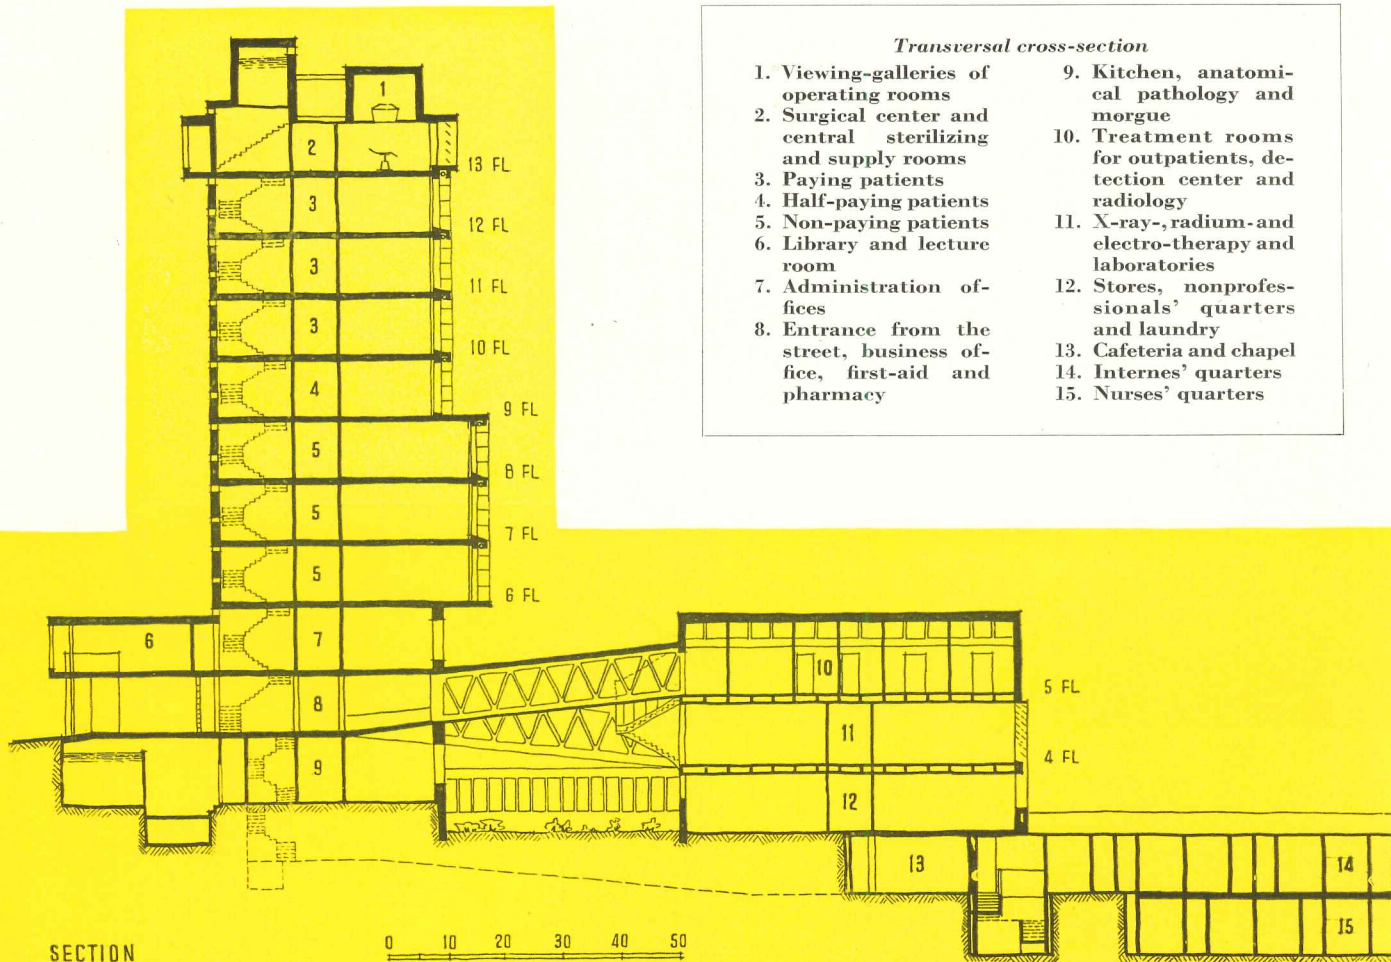 Transversal cross-section
1. Viewing-galleries of
operating rooms
2. Surgical center and
central sterilizing
and supply rooms
3. Paying patients
4. Half-paying patients
5. Non-paying patients
6. Library and lecture
room
7. Administration of-
fices
8. Entrance from the
street, business of-
fice, first-aid and
pharmacy
9. Kitchen, anatomi-
cal pathology and
morgue
10. Treatment rooms
for outpatients, de-
tection center and
radiology
11. X-ray-, radium- and
electro-therapy and
laboratories
12. Stores, nonprofes-
sionals' quarters
and laundry
13. Cafeteria and chapel
14. Internes' quarters
15. Nurses' quarters
1
2
13 FL
3
12 FL
3
11 FL
3
10 FL
4
9 FL
5
8 FL
5
7 FL
5
6 FL
6
7
10
5 FL
8
11
4 FL
9
12
13
14
15
SECTION
0 10 20 30 40 50